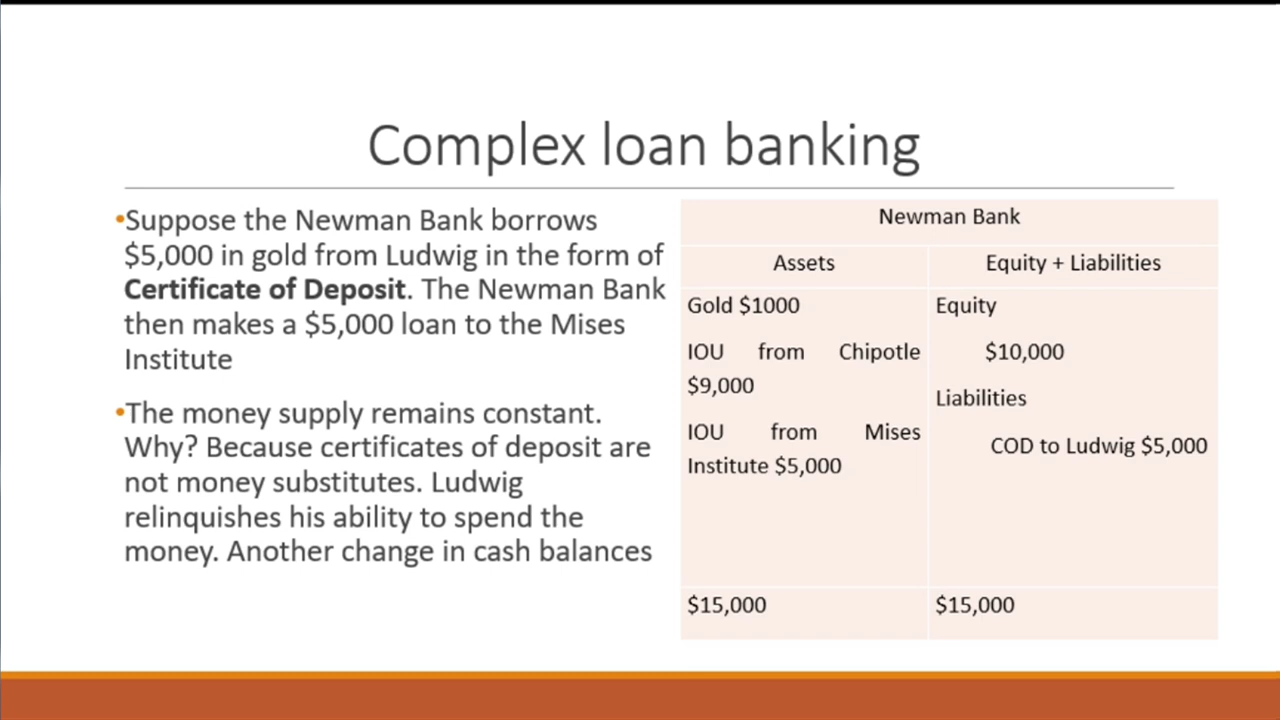 Complex loan banking
•Suppose the Newman Bank borrows
$5,000 in gold from Ludwig in the form of
Certificate of Deposit. The Newman Bank
then makes a $5,000 loan to the Mises
Institute
•The money supply remains constant.
Why? Because certificates of deposit are
not money substitutes. Ludwig
relinquishes his ability to spend the
money. Another change in cash balances
Newman Bank
Assets
Equity + Liabilities
Gold $1000
IOU from Chipotle
$9,000
IOU from Mises
Institute $5,000
Equity
$10,000
Liabilities
COD to Ludwig $5,000
$15,000
$15,000